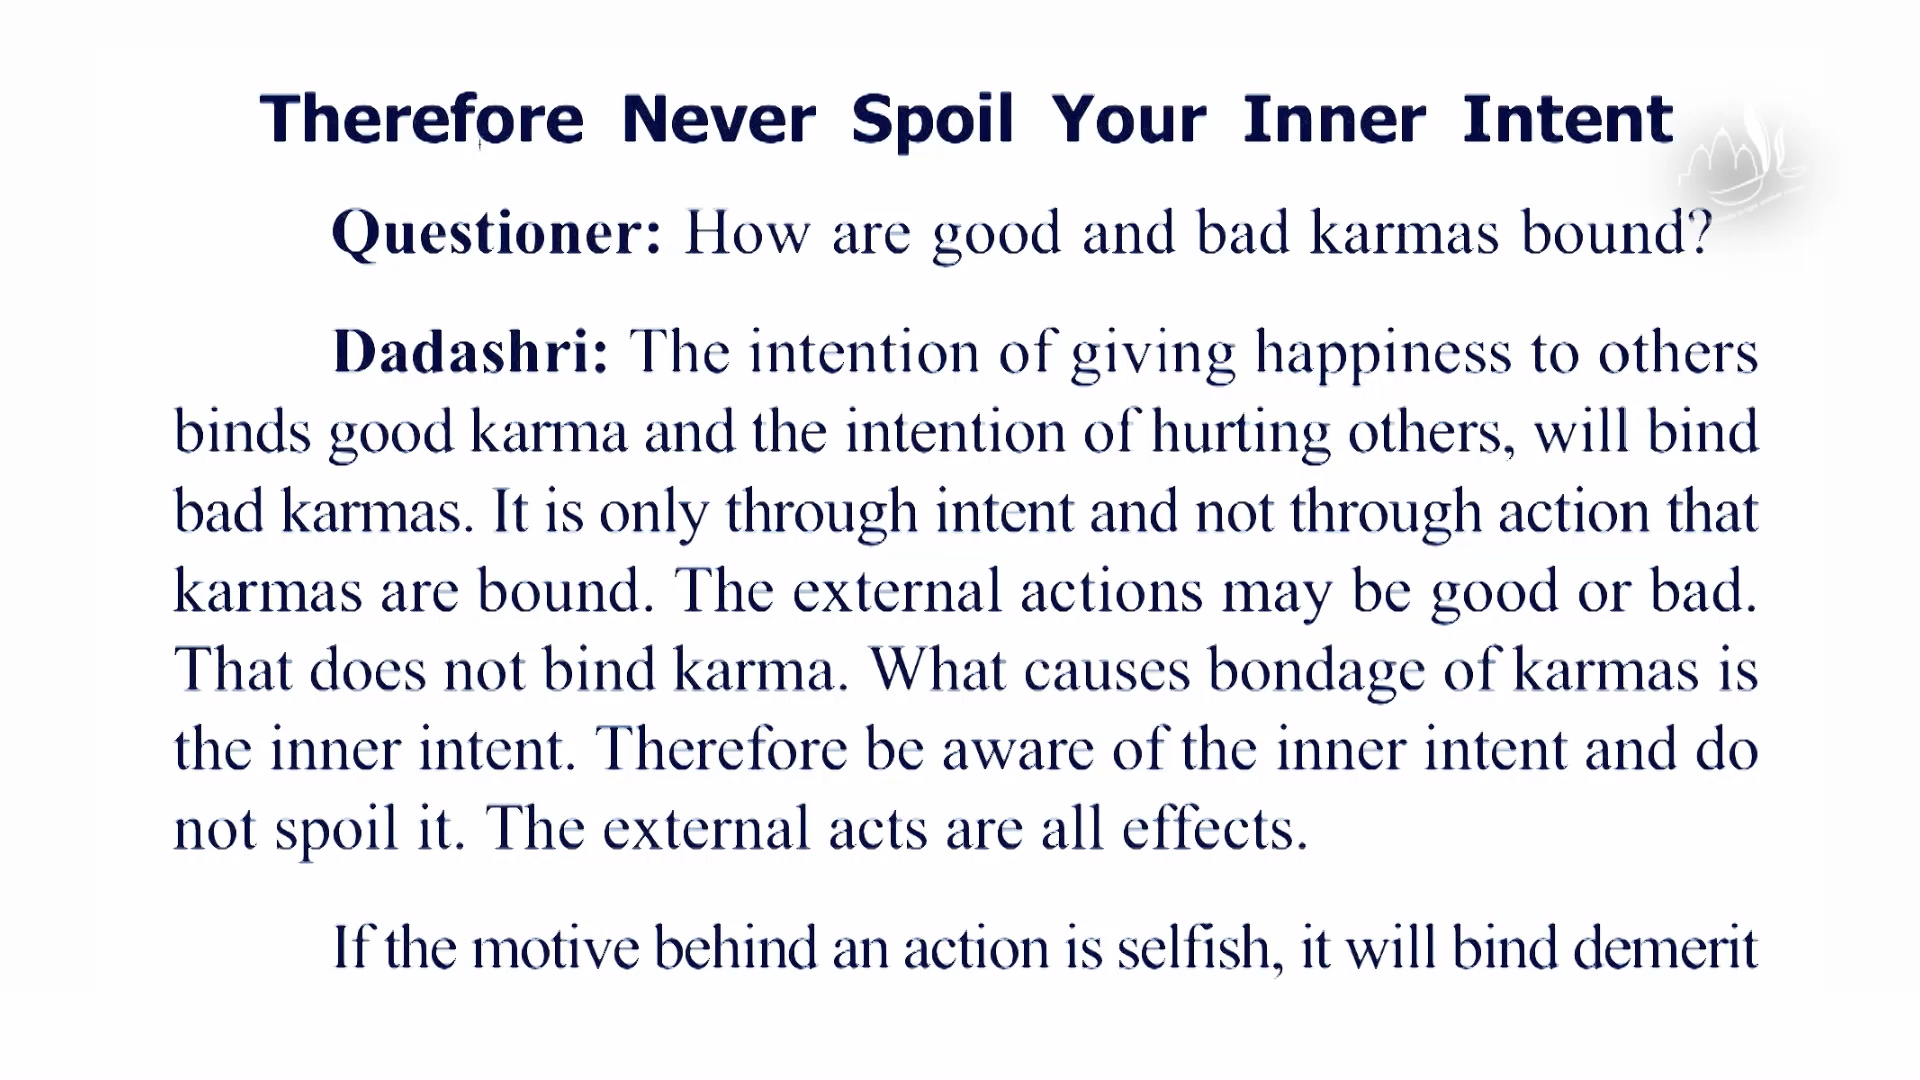 Therefore Never Spoil Your Inner Intent
Questioner: How are good and bad karmas bound?
Dadashri: The intention of giving happiness to others
binds good karma and the intention of hurting others, will bind
bad karmas. It is only through intent and not through action that
karmas are bound. The external actions may be good or bad.
That does not bind karma. What causes bondage of karmas is
the inner intent. Therefore be aware of the inner intent and do
not spoil it. The external acts are all effects.
If the motive behind an action is selfish, it will bind demerit